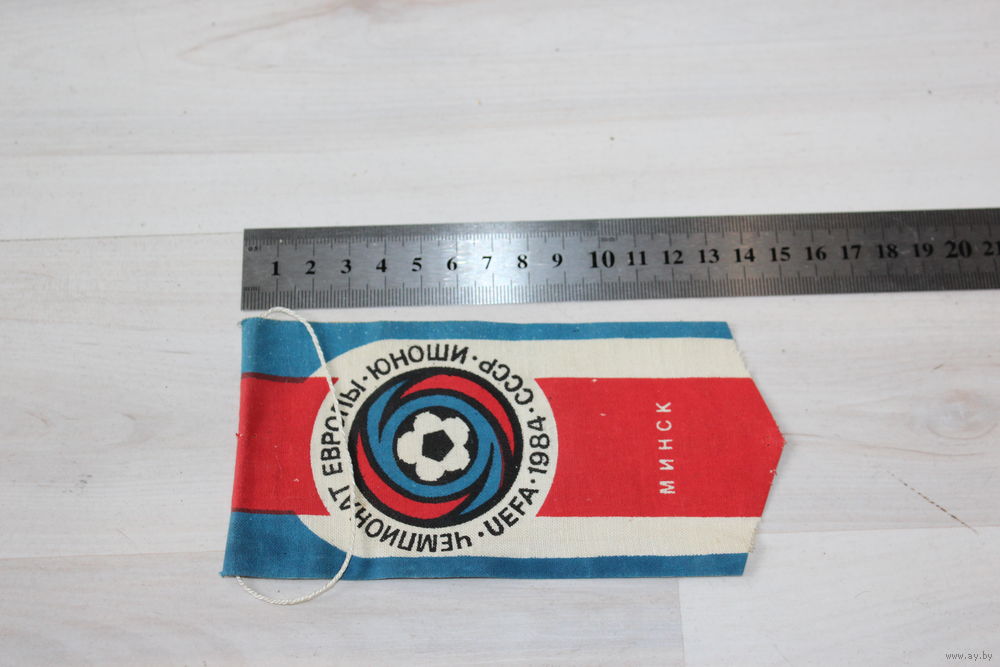 1 2 3 4 5 6 7 8 9 10 11 12 13 14 15 16 17 18 19 20 21
ЧЕМПИОНАТ ЕВРОПЫ · ЮНОШИ · СССР · 1984 · UEFA ·
МИНСК
www.ay.by